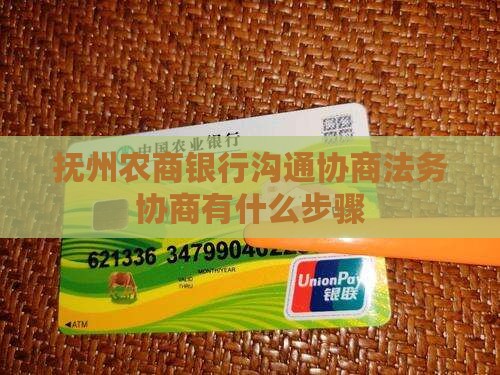 中国农业银行
抚州农商银行沟通协商法务
协商有什么步骤
621336
MONTH/YEAR
VALID
THRU
UnionPay
银联
◀ATM